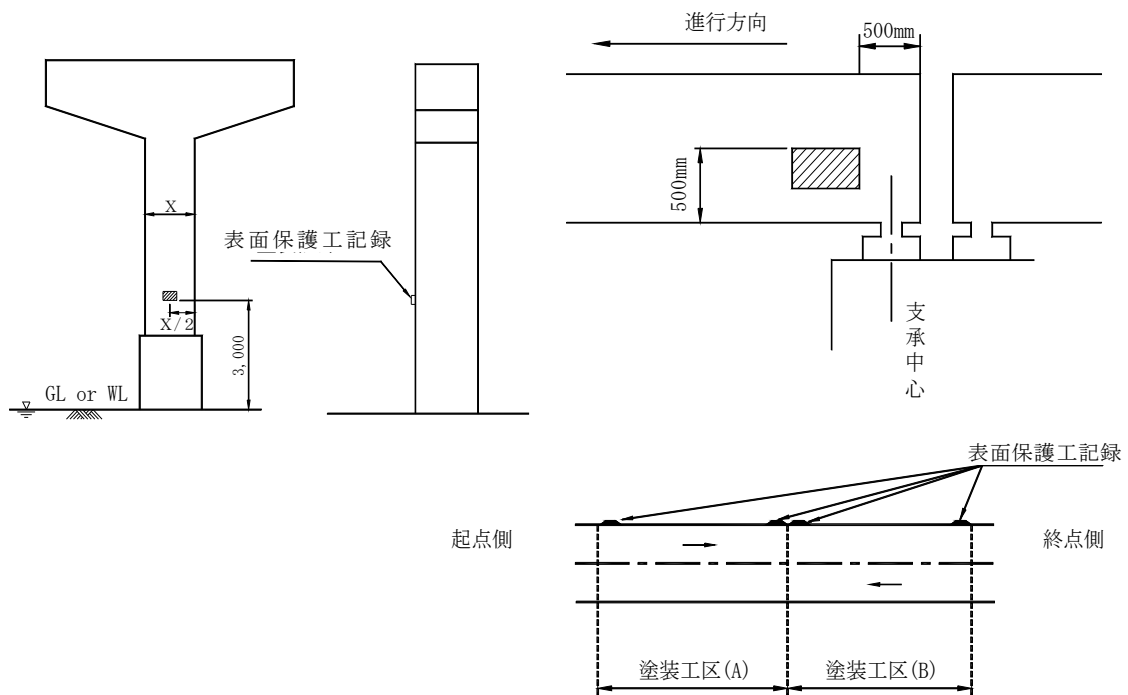 進行方向
500mm
500mm
支承中心
X
表面保護工記録
X/2
3,000
GL or WL
表面保護工記録
起点側
終点側
塗装工区(A)
塗装工区(B)